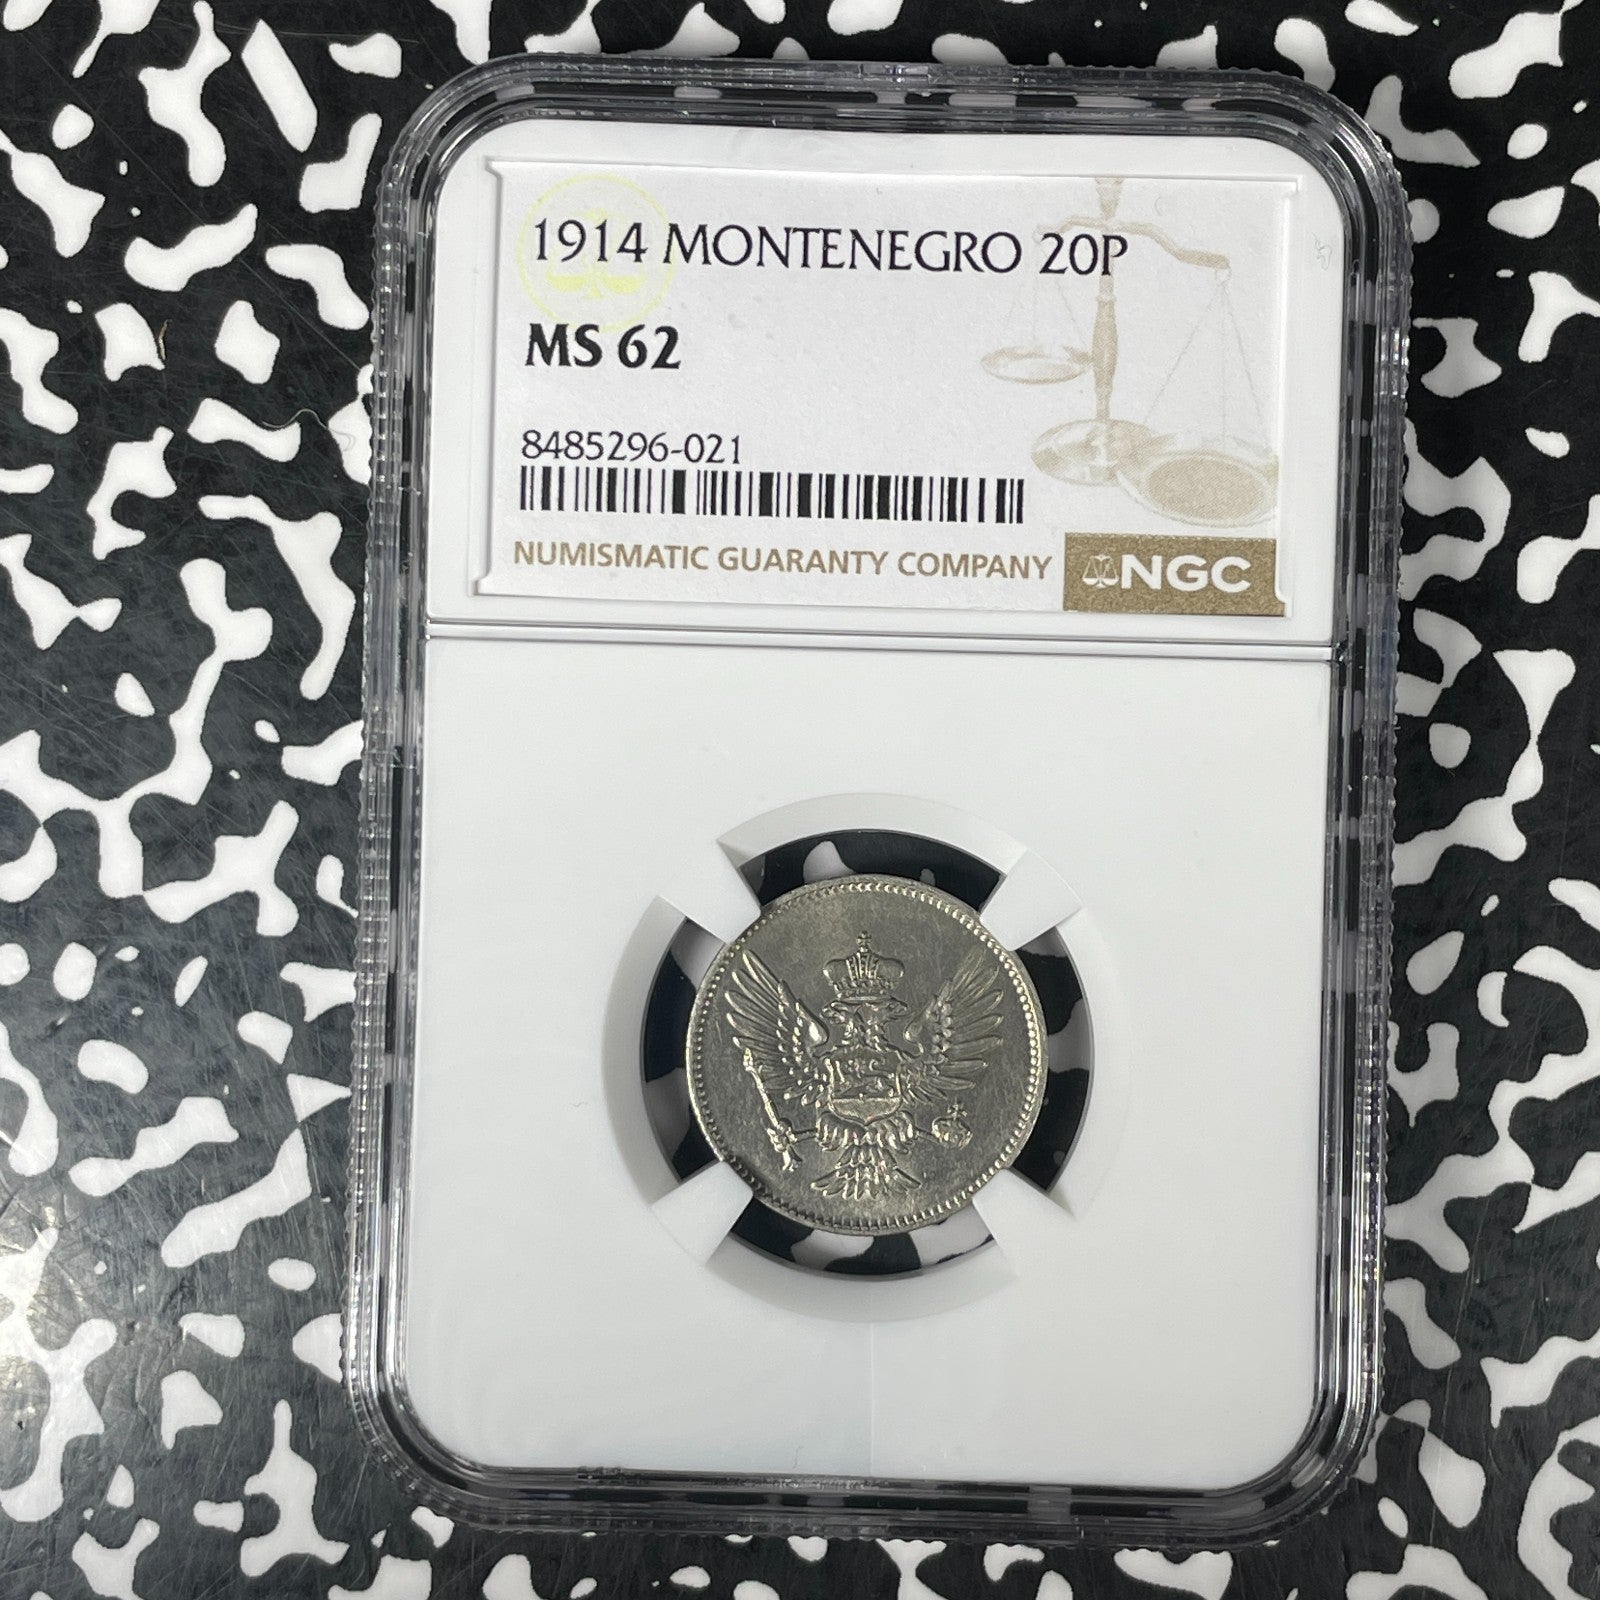 1914 MONTENEGRO 20P
MS 62
8485296-021
NUMISMATIC GUARANTY COMPANY
NGC